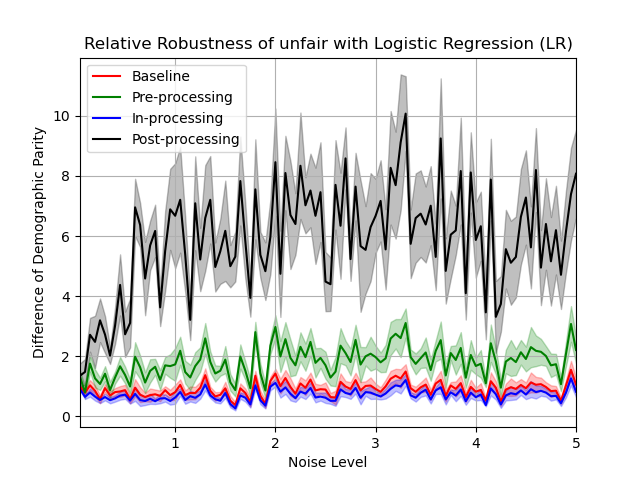 Relative Robustness of unfair with Logistic Regression (LR)
Baseline
Pre-processing
In-processing
Post-processing
Difference of Demographic Parity
10
8
6
4
2
0
1
2
3
4
5
Noise Level